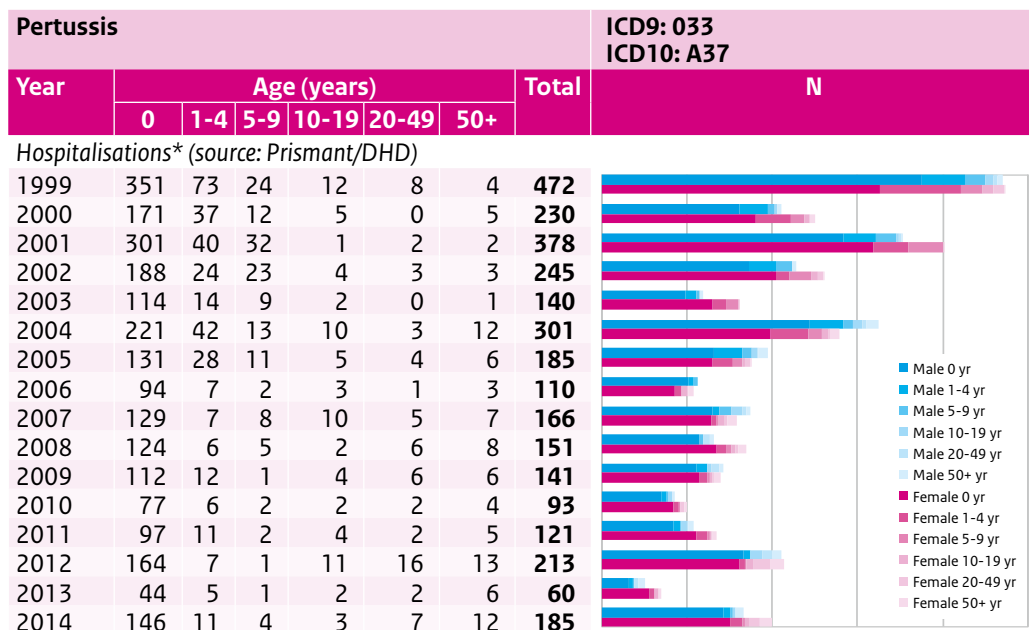 Pertussis
ICD9: 033
ICD10: A37
Year Age (years) Total N
0 1-4 5-9 10-19 20-49 50+
Hospitalisations* (source: Prismant/DHD)
1999 351 73 24 12 8 4 472
2000 171 37 12 5 0 5 230
2001 301 40 32 1 2 2 378
2002 188 24 23 4 3 3 245
2003 114 14 9 2 0 1 140
2004 221 42 13 10 3 12 301
2005 131 28 11 5 4 6 185
2006 94 7 2 3 1 3 110
2007 129 7 8 10 5 7 166
2008 124 6 5 2 6 8 151
2009 112 12 1 4 6 6 141
2010 77 6 2 2 2 4 93
2011 97 11 2 4 2 5 121
2012 164 7 1 11 16 13 213
2013 44 5 1 2 2 6 60
2014 146 11 4 3 7 12 185
Male 0 yr
Male 1-4 yr
Male 5-9 yr
Male 10-19 yr
Male 20-49 yr
Male 50+ yr
Female 0 yr
Female 1-4 yr
Female 5-9 yr
Female 10-19 yr
Female 20-49 yr
Female 50+ yr